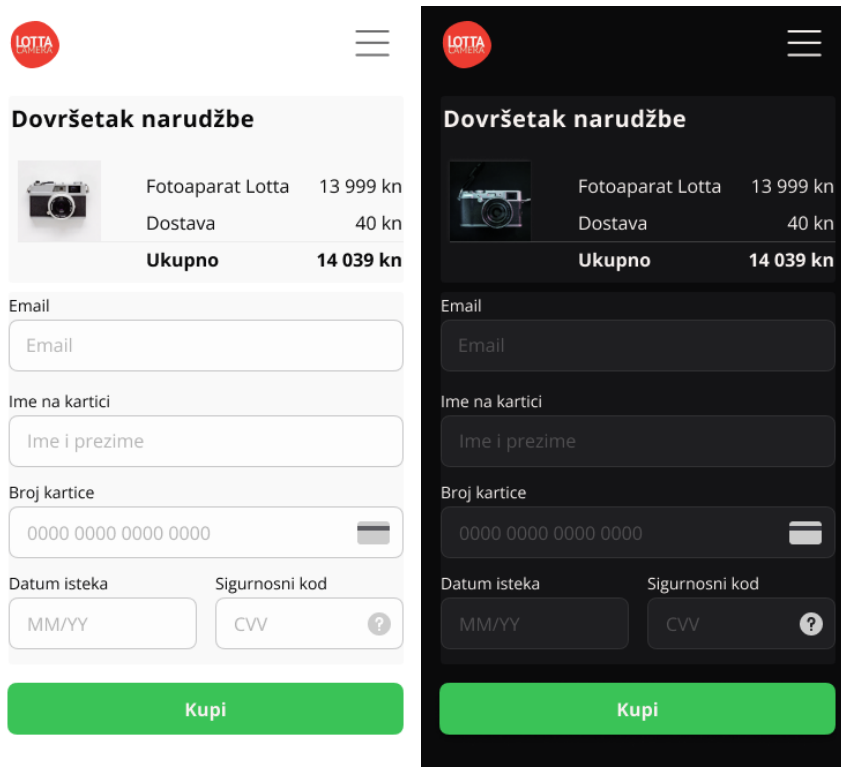 LOTTA
CAMERA
Dovršetak narudžbe
Fotoaparat Lotta 13 999 kn
Dostava 40 kn
Ukupno 14 039 kn
Email
Email
Ime na kartici
Ime i prezime
Broj kartice
0000 0000 0000 0000
Datum isteka Sigurnosni kod
MM/YY CVV ?
Kupi
LOTTA
CAMERA
Dovršetak narudžbe
Fotoaparat Lotta 13 999 kn
Dostava 40 kn
Ukupno 14 039 kn
Email
Email
Ime na kartici
Ime i prezime
Broj kartice
0000 0000 0000 0000
Datum isteka Sigurnosni kod
MM/YY CVV ?
Kupi